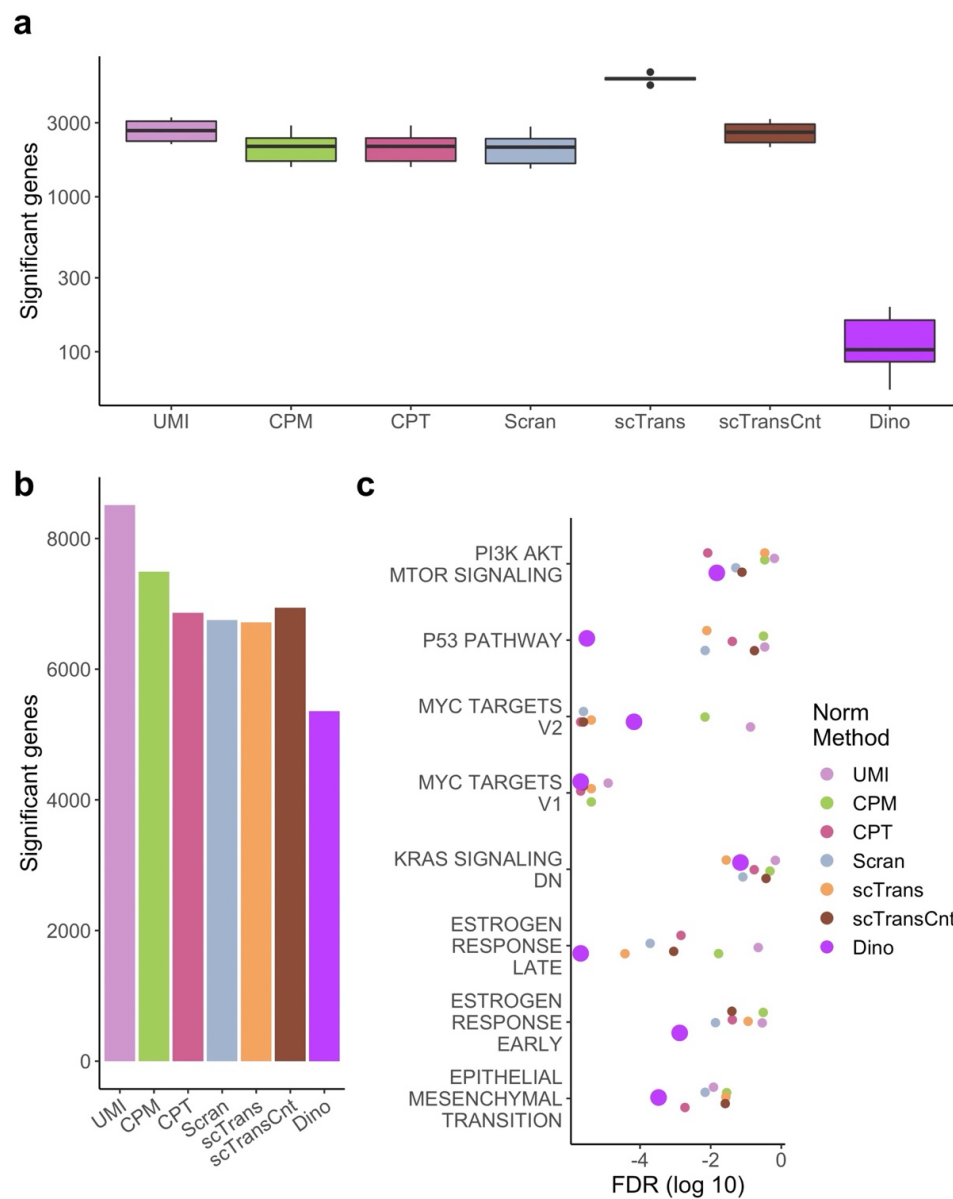 a
Significant genes
3000
1000
300
100
UMI
CPM
CPT
Scran
scTrans
scTransCnt
Dino
b
Significant genes
8000
6000
4000
2000
0
UMI
CPM
CPT
Scran
scTrans
scTransCnt
Dino
c
PI3K AKT
MTOR SIGNALING
P53 PATHWAY
MYC TARGETS
V2
MYC TARGETS
V1
KRAS SIGNALING
DN
ESTROGEN
RESPONSE
LATE
ESTROGEN
RESPONSE
EARLY
EPITHELIAL
MESENCHYMAL
TRANSITION
-4
-2
0
FDR (log 10)
Norm
Method
UMI
CPM
CPT
Scran
scTrans
scTransCnt
Dino